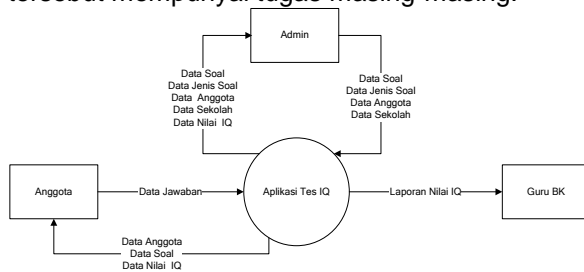 tersebut mempunyai tugas masing-masing.
Admin
Data Soal
Data Jenis Soal
Data Anggota
Data Sekolah
Data Nilai IQ
Data Soal
Data Jenis Soal
Data Anggota
Data Sekolah
Anggota
Data Jawaban
Aplikasi Tes IQ
Laporan Nilai IQ
Guru BK
Data Anggota
Data Soal
Data Nilai IQ